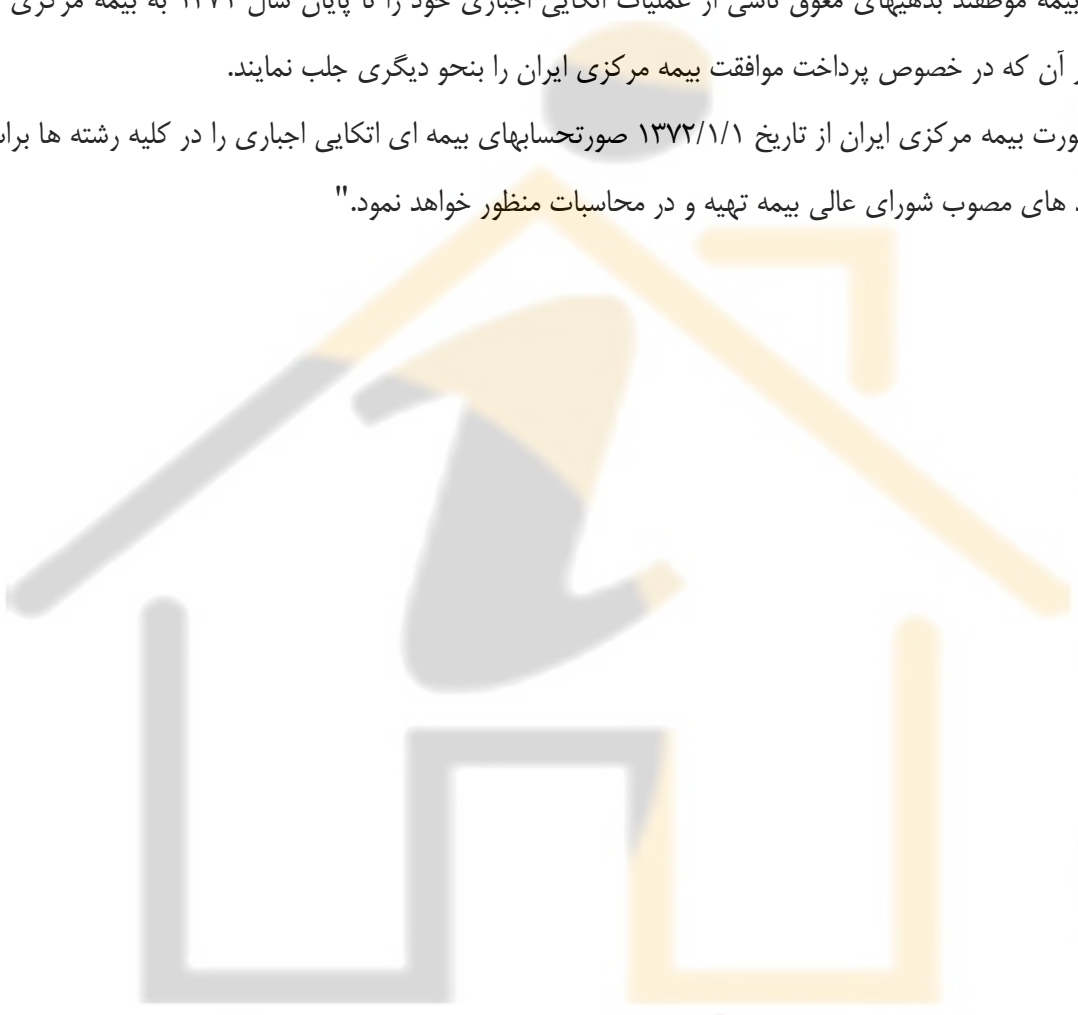 بیمه موظفند بدهیهای معوق ناشی از عملیات اتکایی اجباری خود را تا پایان سال ۱۳۷۱ به بیمه مرکزی
آن که در خصوص پرداخت موافقت بیمه مرکزی ایران را بنحو دیگری جلب نمایند.
بیمه مرکزی ایران از تاریخ ۱۳۷۲/۱/۱ صورتحسابهای بیمه ای اتکایی اجباری را در کلیه رشته ها
های مصوب شورای عالی بیمه تهیه و در محاسبات منظور خواهد نمود."